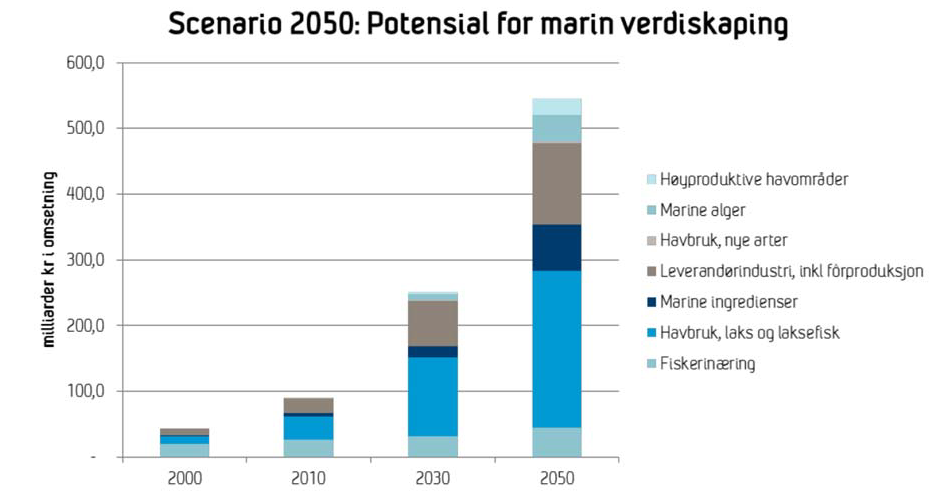 Scenario 2050: Potensial for marin verdiskaping
600,0
500,0
400,0
300,0
200,0
100,0
-
milliarder kr i omsetning
2000
2010
2030
2050
Høyproduktive havområder
Marine alger
Havbruk, nye arter
Leverandørindustri, inkl fôrproduksjon
Marine ingredienser
Havbruk, laks og laksefisk
Fiskerinæring